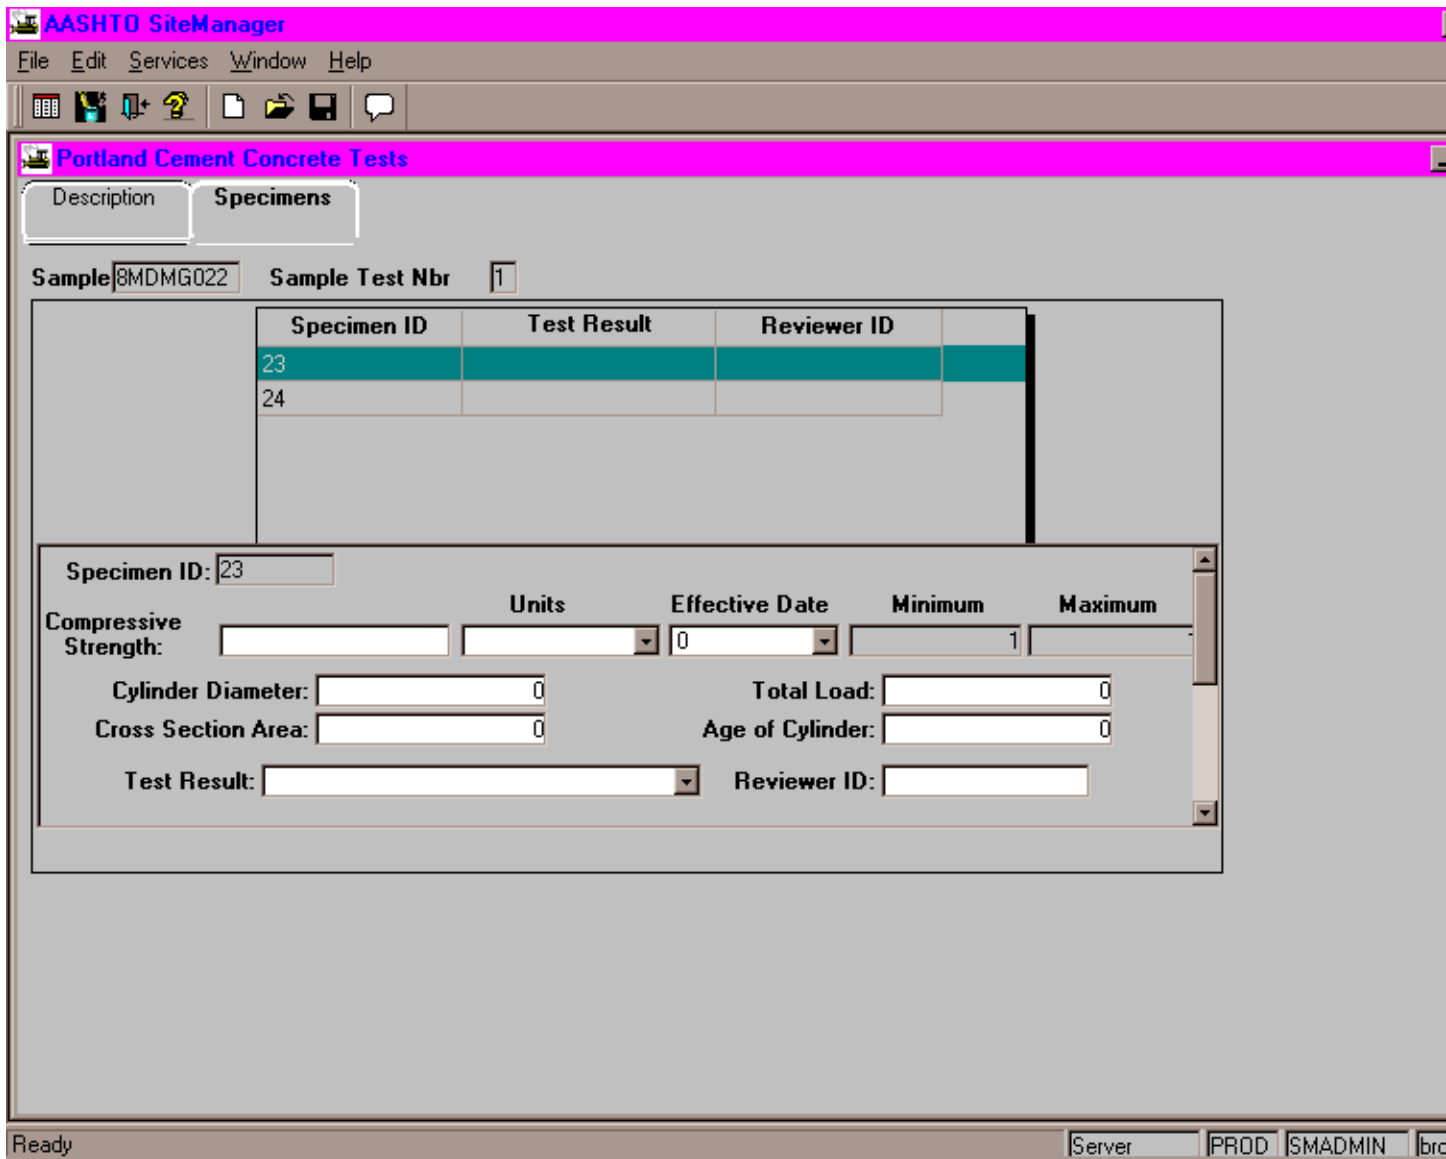 AASHTO SiteManager
File Edit Services Window Help
Portland Cement Concrete Tests
Description Specimens
Sample 8MDMG022 Sample Test Nbr 1
Specimen ID Test Result Reviewer ID
23
24
Specimen ID: 23
Units Effective Date Minimum Maximum
Compressive
Strength: 0 1
Cylinder Diameter: 0 Total Load: 0
Cross Section Area: 0 Age of Cylinder: 0
Test Result: Reviewer ID:
Ready Server PROD SMADMIN